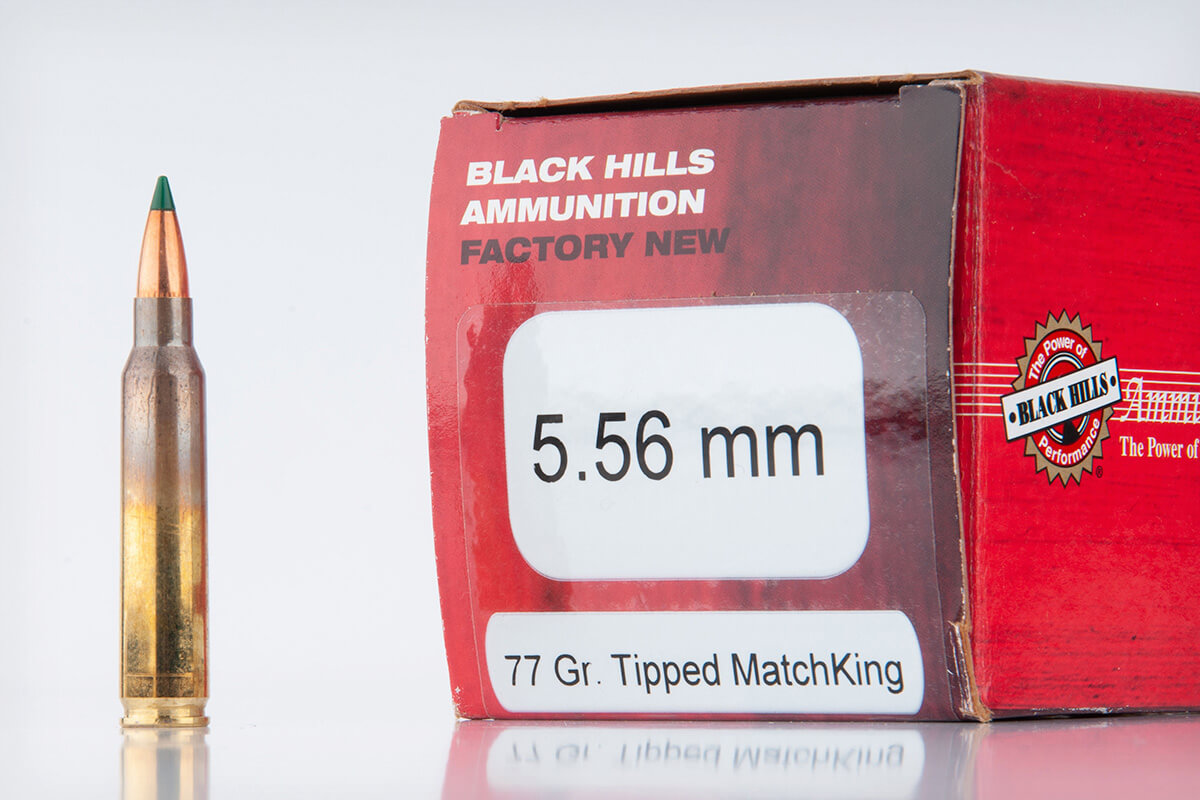 BLACK HILLS
AMMUNITION
FACTORY NEW
5.56 mm
77 Gr. Tipped MatchKing
The Power of
• BLACK HILLS •
Performance
®
The Power of